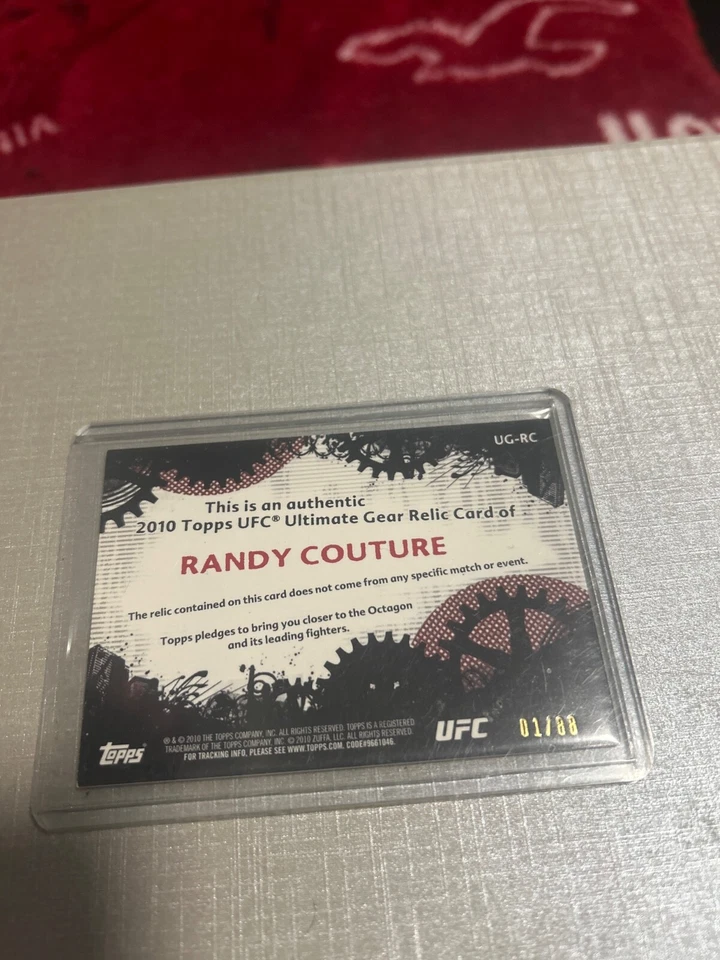 UG-RC
This is an authentic
2010 Topps UFC® Ultimate Gear Relic Card of
RANDY COUTURE
The relic contained on this card does not come from any specific match or event.
Topps pledges to bring you closer to the Octagon
and its leading fighters.
® & © 2010 THE TOPPS COMPANY, INC. ALL RIGHTS RESERVED. TOPPS IS A REGISTERED
TRADEMARK OF THE TOPPS COMPANY, INC. © 2010 ZUFFA, LLC. ALL RIGHTS RESERVED.
FOR TRACKING INFO, PLEASE SEE WWW.TOPPS.COM. CODE#9661046.
topps
UFC
01/88